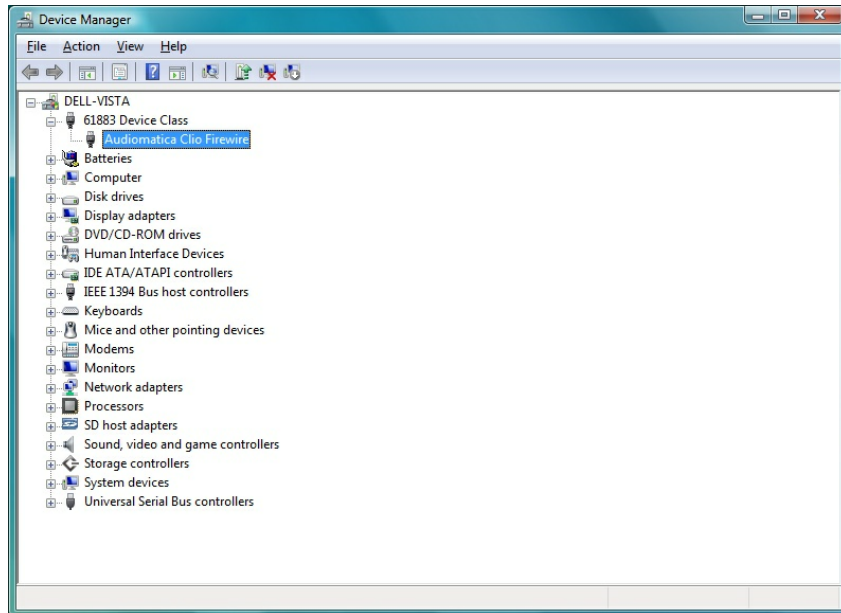 Device Manager
File Action View Help
DELL-VISTA
61883 Device Class
Audiomatica Clio Firewire
Batteries
Computer
Disk drives
Display adapters
DVD/CD-ROM drives
Human Interface Devices
IDE ATA/ATAPI controllers
IEEE 1394 Bus host controllers
Keyboards
Mice and other pointing devices
Modems
Monitors
Network adapters
Processors
SD host adapters
Sound, video and game controllers
Storage controllers
System devices
Universal Serial Bus controllers